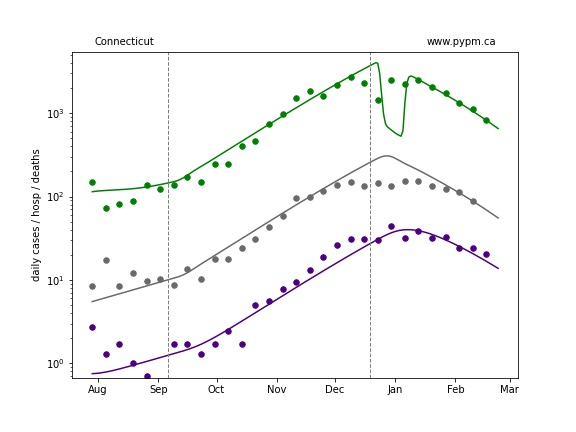 Connecticut
www.pypm.ca
daily cases / hosp / deaths
10³
10²
10¹
10⁰
Aug Sep Oct Nov Dec Jan Feb Mar